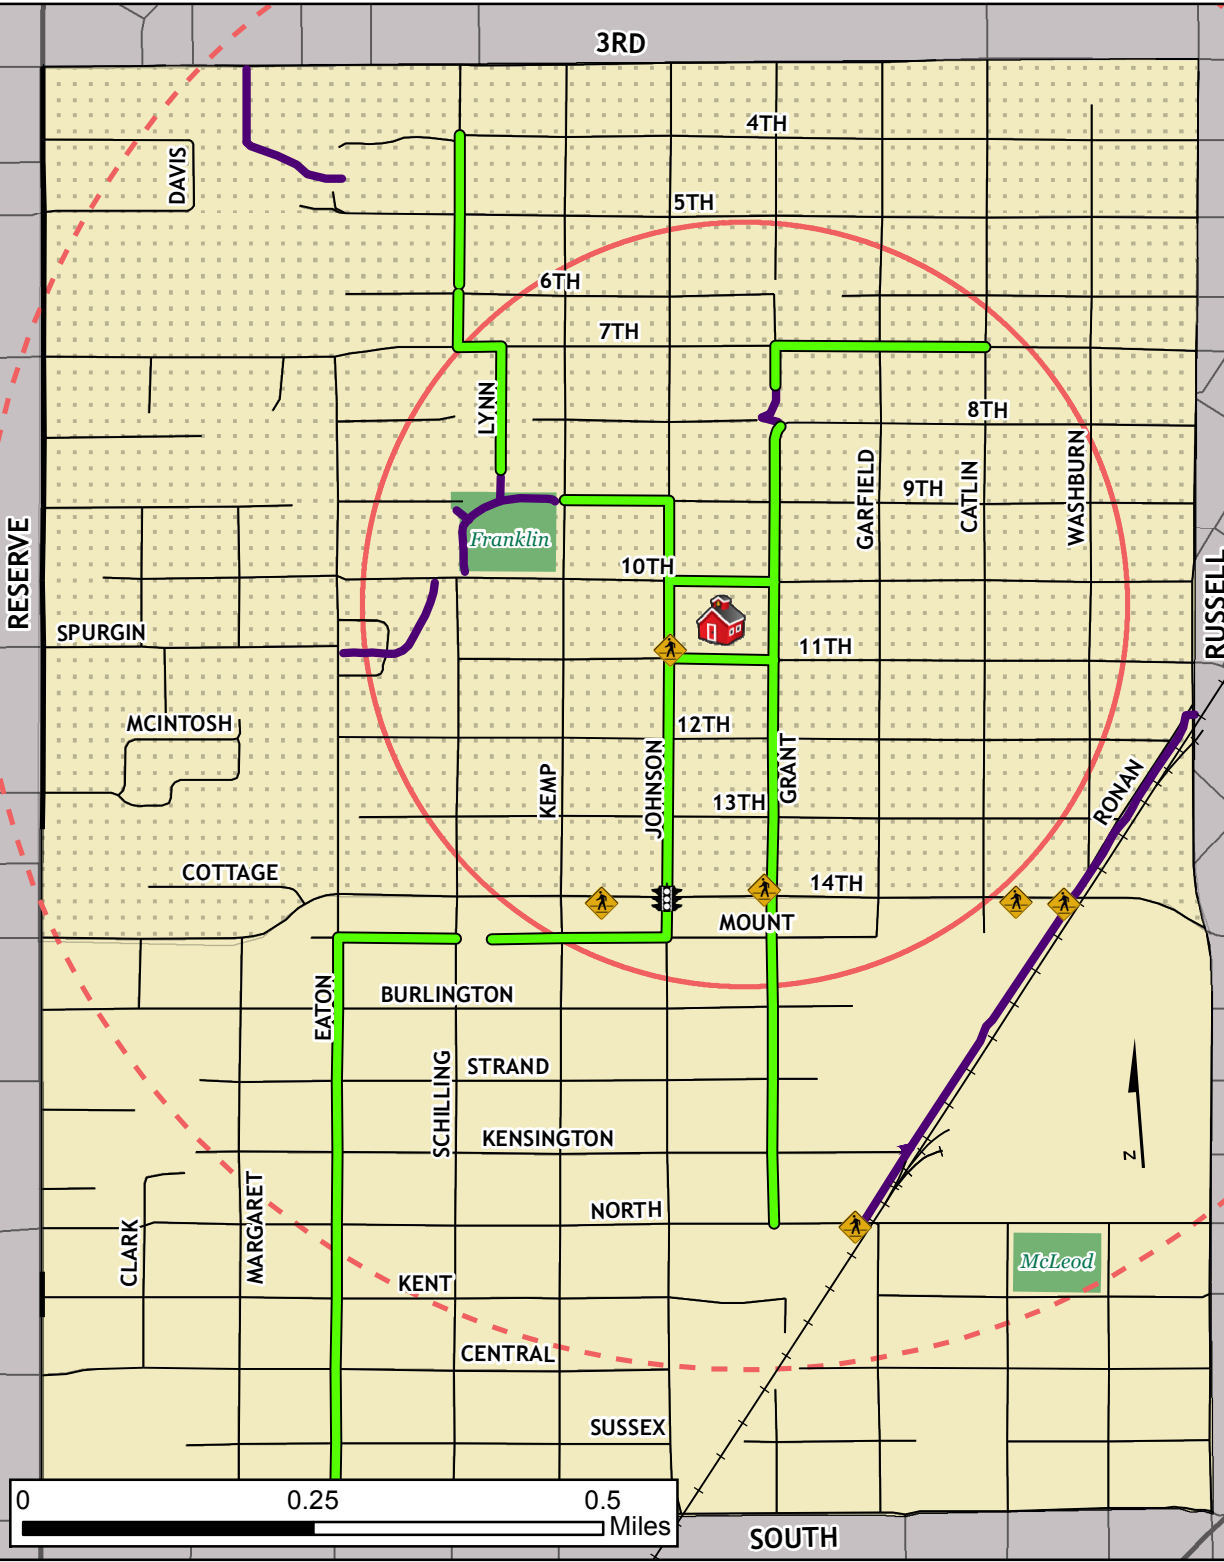 3RD
4TH
DAVIS
5TH
6TH
7TH
LYNN
8TH
GARFIELD
CATLIN
WASHBURN
9TH
RESERVE
Franklin
10TH
RUSSELL
SPURGIN
11TH
MCINTOSH
12TH
JOHNSON
GRANT
KEMP
RONAN
13TH
COTTAGE
14TH
MOUNT
EATON
BURLINGTON
SCHILLING
STRAND
KENSINGTON
Z
CLARK
MARGARET
NORTH
McLeod
KENT
CENTRAL
SUSSEX
0 0.25 0.5
Miles
SOUTH